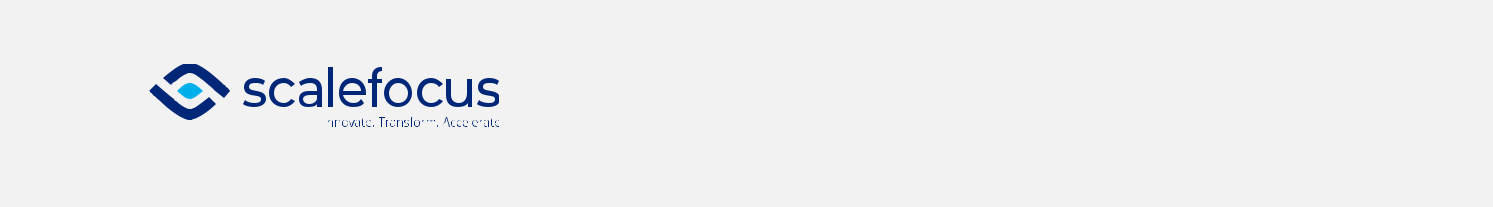 scalefocus
Innovate. Transform. Accelerate